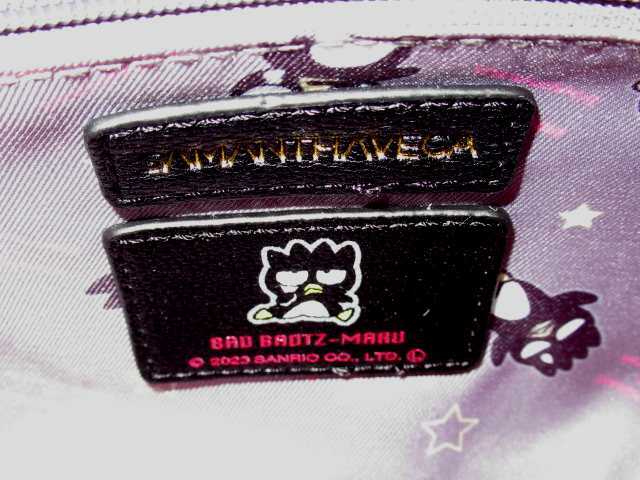 SAMANTHAVEGA
BAD BADTZ-MARU
© 2023 SANRIO CO., LTD. Ⓛ